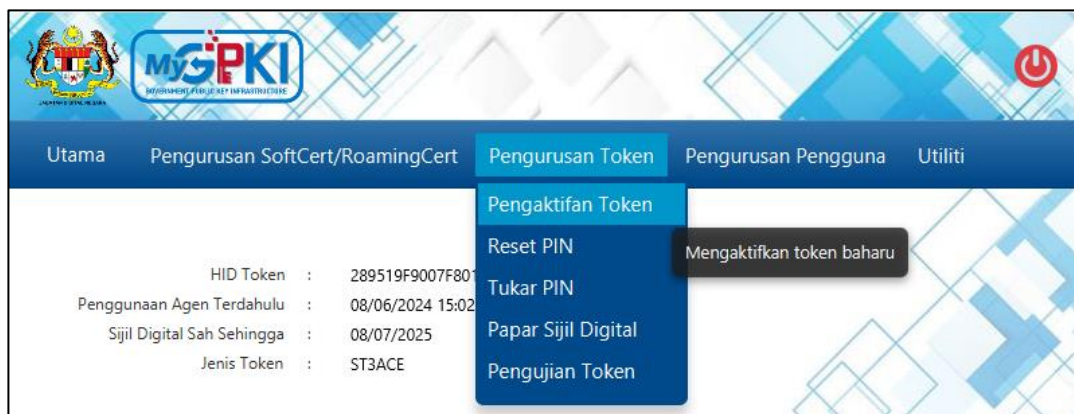 MyGPKI
GOVERNMENT PUBLIC KEY INFRASTRUCTURE
Utama Pengurusan SoftCert/RoamingCert Pengurusan Token Pengurusan Pengguna Utiliti
Pengaktifan Token
Reset PIN
Mengaktifkan token baharu
Tukar PIN
Papar Sijil Digital
Pengujian Token
HID Token : 289519F9007F801
Penggunaan Agen Terdahulu : 08/06/2024 15:02
Sijil Digital Sah Sehingga : 08/07/2025
Jenis Token : ST3ACE